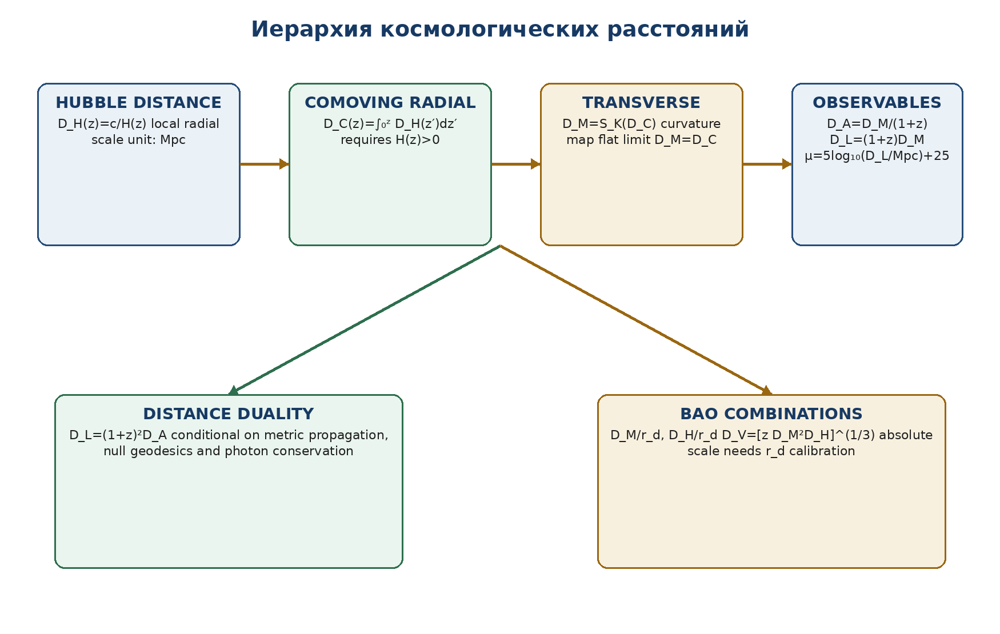 Иерархия космологических расстояний
HUBBLE DISTANCE
D_H(z)=c/H(z) local radial
scale unit: Mpc
COMOVING RADIAL
D_C(z)=∫₀ᶻ D_H(z′)dz′
requires H(z)>0
TRANSVERSE
D_M=S_K(D_C) curvature
map flat limit D_M=D_C
OBSERVABLES
D_A=D_M/(1+z)
D_L=(1+z)D_M
μ=5log₁₀(D_L/Mpc)+25
DISTANCE DUALITY
D_L=(1+z)²D_A conditional on metric propagation,
null geodesics and photon conservation
BAO COMBINATIONS
D_M/r_d, D_H/r_d D_V=[z D_M²D_H]^(1/3) absolute
scale needs r_d calibration